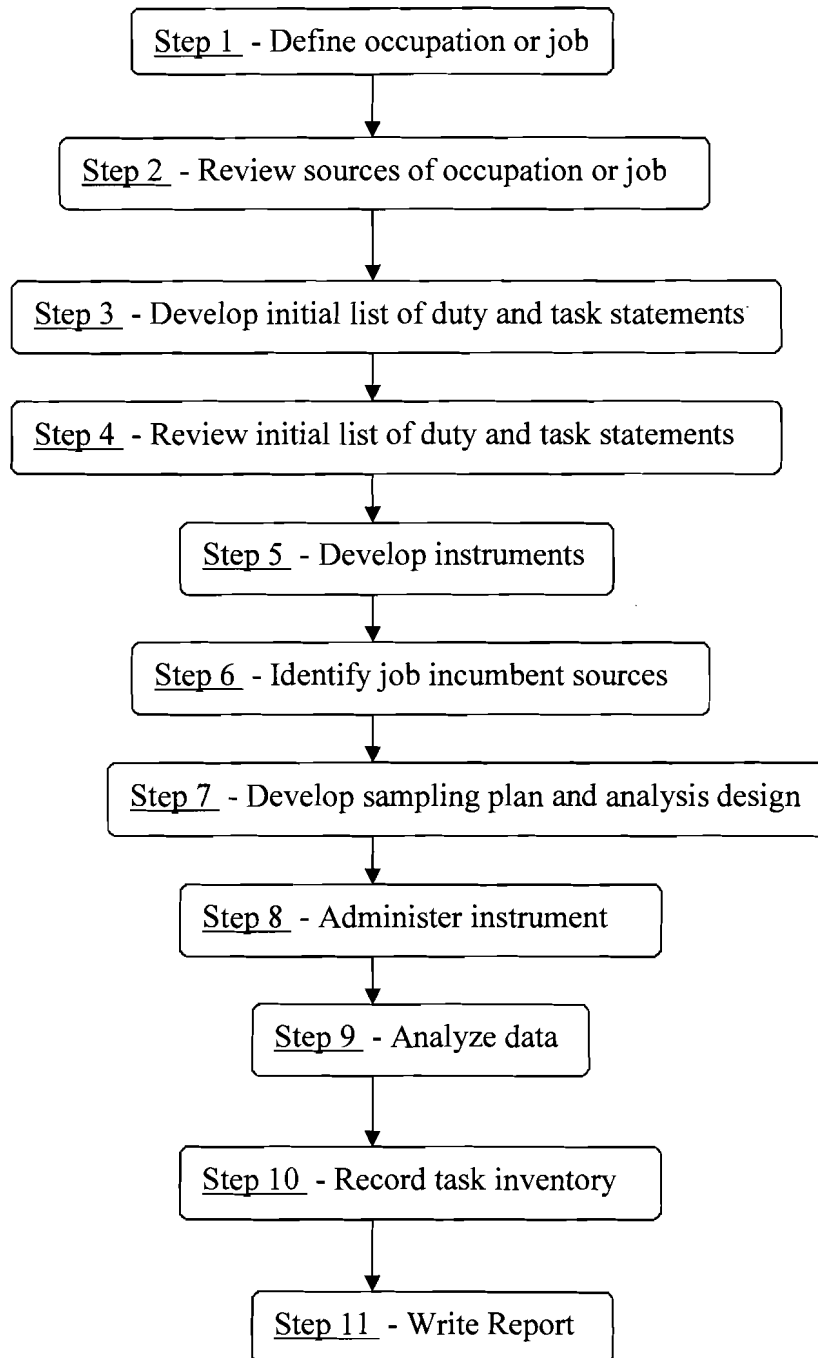 Step 1 - Define occupation or job
Step 2 - Review sources of occupation or job
Step 3 - Develop initial list of duty and task statements
Step 4 - Review initial list of duty and task statements
Step 5 - Develop instruments
Step 6 - Identify job incumbent sources
Step 7 - Develop sampling plan and analysis design
Step 8 - Administer instrument
Step 9 - Analyze data
Step 10 - Record task inventory
Step 11 - Write Report